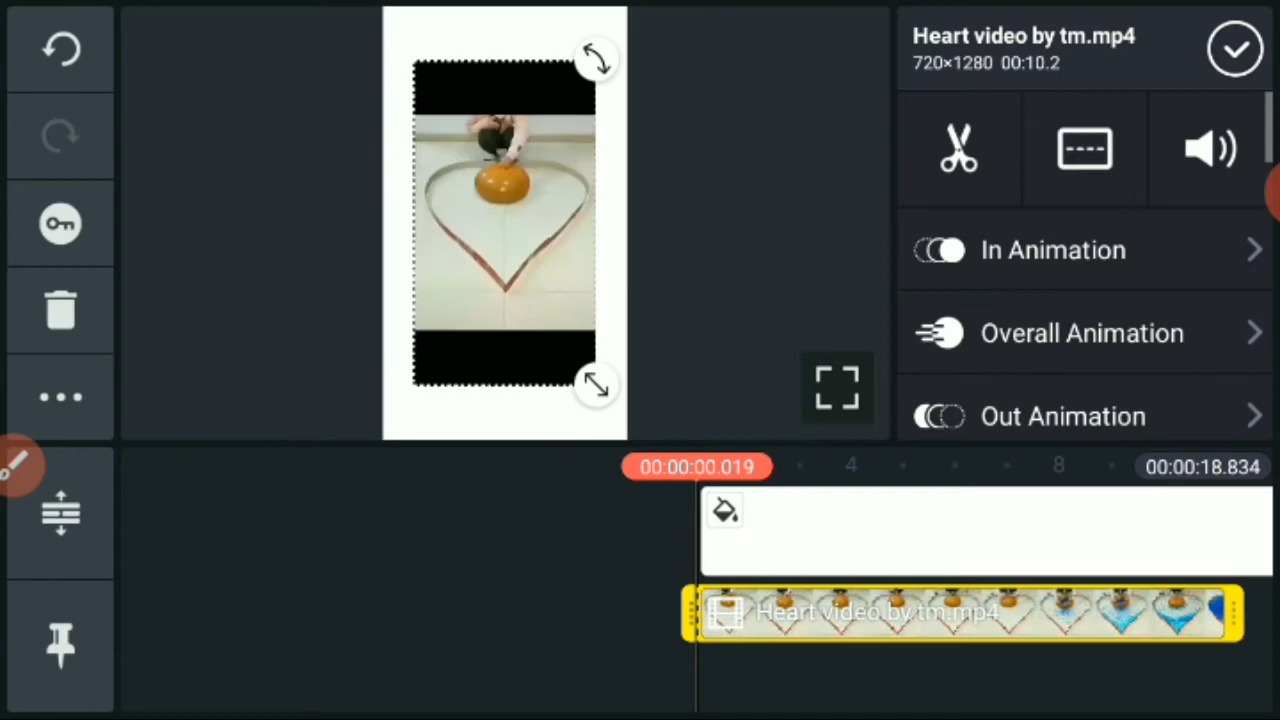 Heart video by tm.mp4
720×1280 00:10.2
In Animation
Overall Animation
Out Animation
00:00:00.019
4
8
00:00:18.834
Heart video by tm.mp4